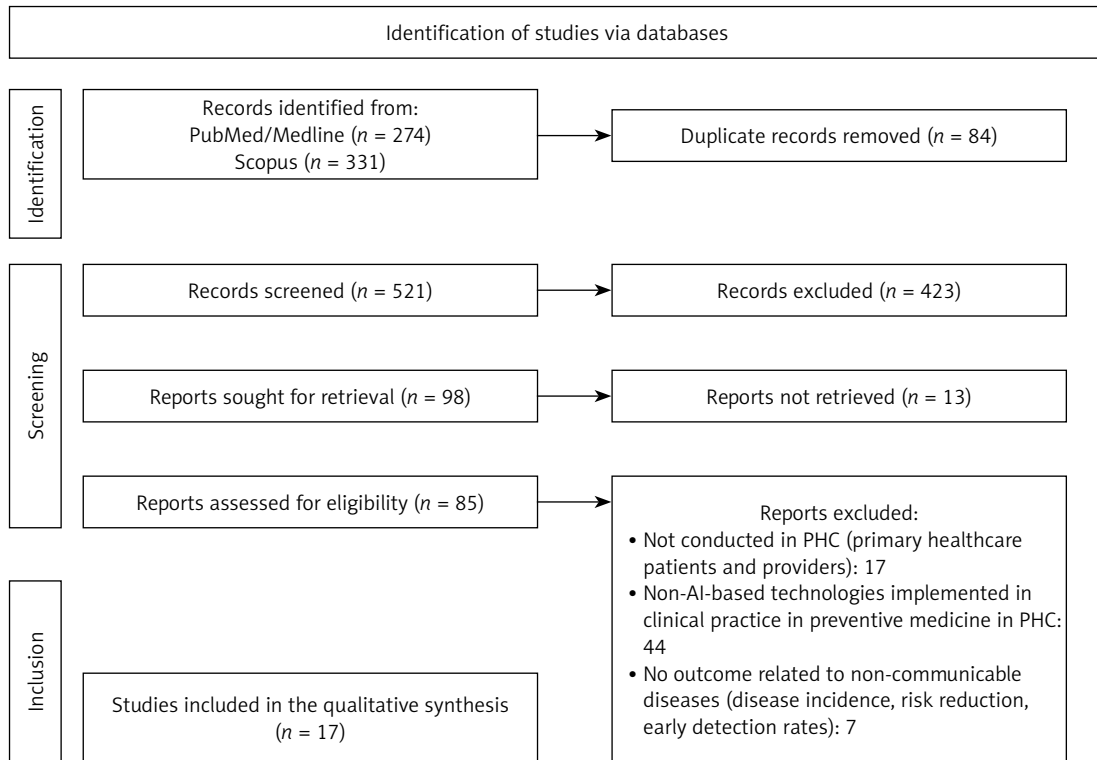 Identification of studies via databases
Identification
Records identified from:
PubMed/Medline (n = 274)
Scopus (n = 331)
Duplicate records removed (n = 84)
Screening
Records screened (n = 521)
Records excluded (n = 423)
Reports sought for retrieval (n = 98)
Reports not retrieved (n = 13)
Reports assessed for eligibility (n = 85)
Reports excluded:
• Not conducted in PHC (primary healthcare
patients and providers): 17
• Non-AI-based technologies implemented in
clinical practice in preventive medicine in PHC:
44
• No outcome related to non-communicable
diseases (disease incidence, risk reduction,
early detection rates): 7
Inclusion
Studies included in the qualitative synthesis
(n = 17)